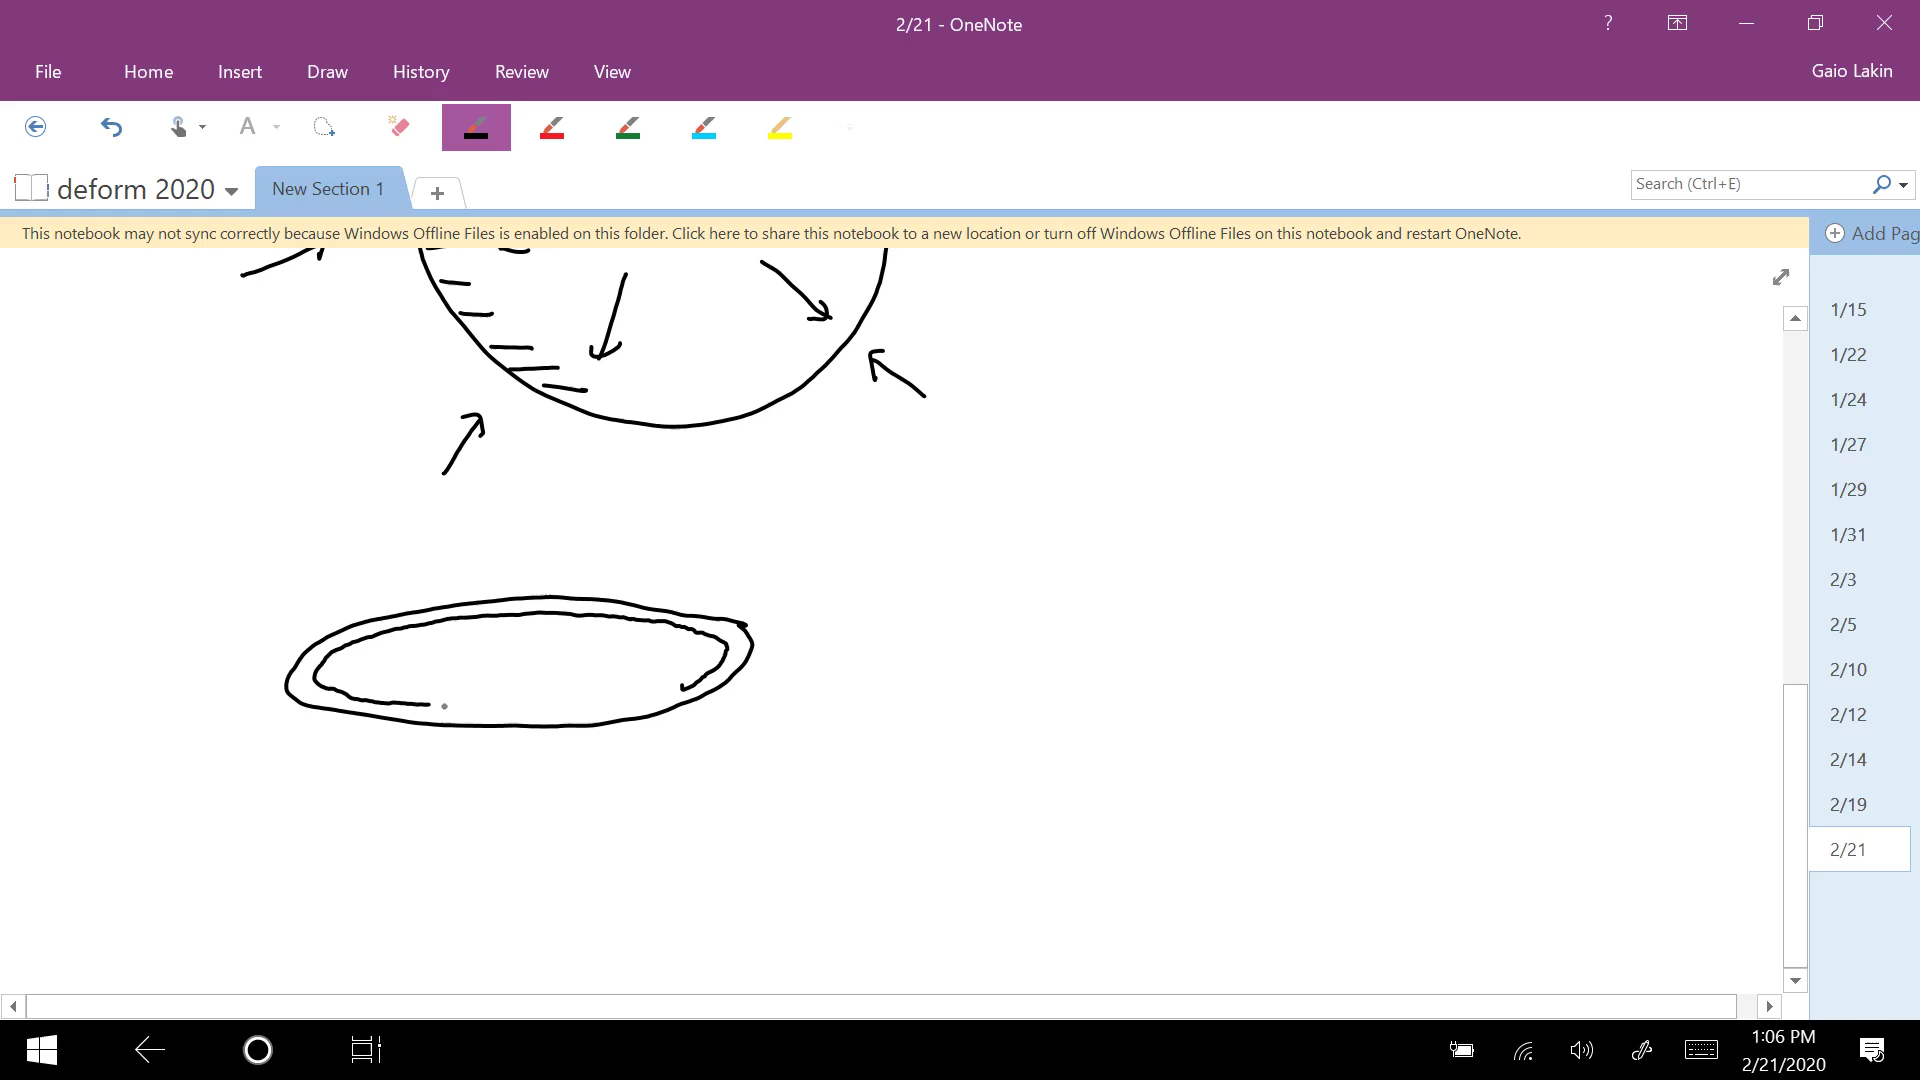 2/21 - OneNote
?
File Home Insert Draw History Review View
Gaio Lakin
A
deform 2020
New Section 1
+
Search (Ctrl+E)
This notebook may not sync correctly because Windows Offline Files is enabled on this folder. Click here to share this notebook to a new location or turn off Windows Offline Files on this notebook and restart OneNote.
Add Pag
1/15
1/22
1/24
1/27
1/29
1/31
2/3
2/5
2/10
2/12
2/14
2/19
2/21
1:06 PM
2/21/2020